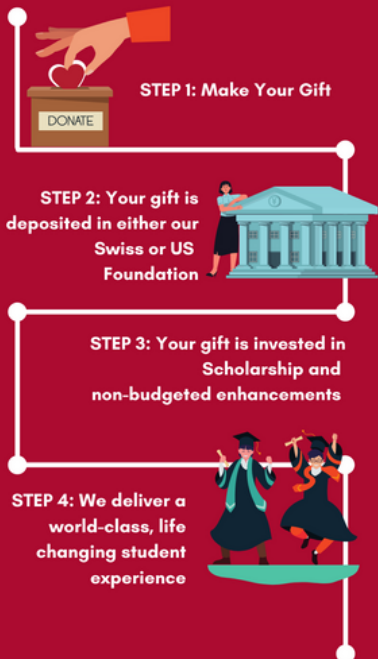 DONATE
STEP 1: Make Your Gift
STEP 2: Your gift is
deposited in either our
Swiss or US
Foundation
STEP 3: Your gift is invested in
Scholarship and
non-budgeted enhancements
STEP 4: We deliver a
world-class, life
changing student
experience